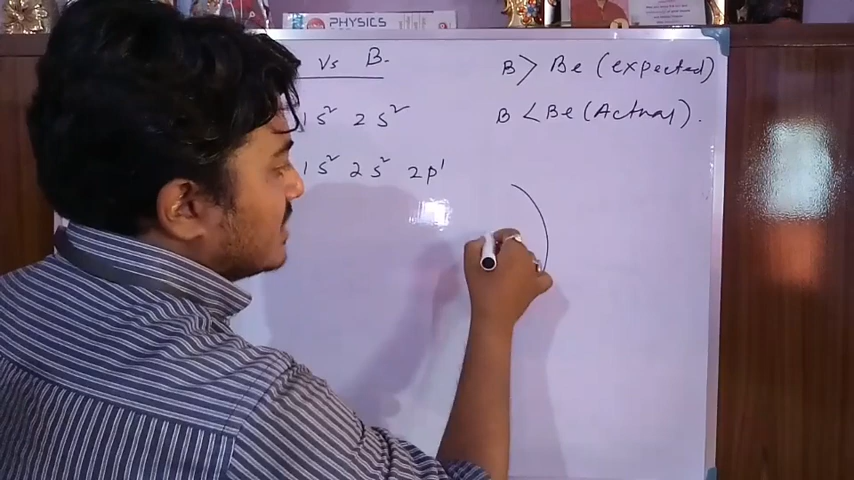 PHYSICS
vs B.
B > Be (expected)
1s² 2s²
B < Be (Actual).
1s² 2s² 2p¹